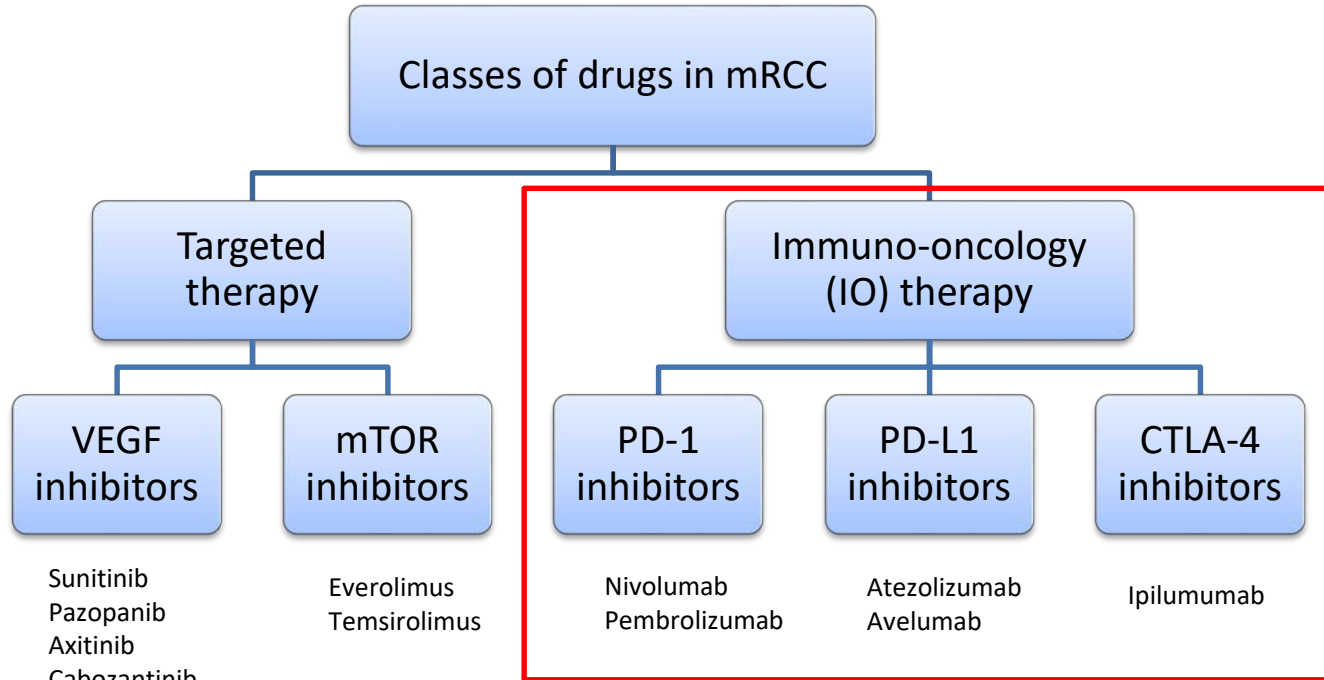 Classes of drugs in mRCC
Targeted
therapy
Immuno-oncology
(IO) therapy
VEGF
inhibitors
mTOR
inhibitors
PD-1
inhibitors
PD-L1
inhibitors
CTLA-4
inhibitors
Sunitinib
Pazopanib
Axitinib
Cabozantinib
Everolimus
Temsirolimus
Nivolumab
Pembrolizumab
Atezolizumab
Avelumab
Ipilumumab